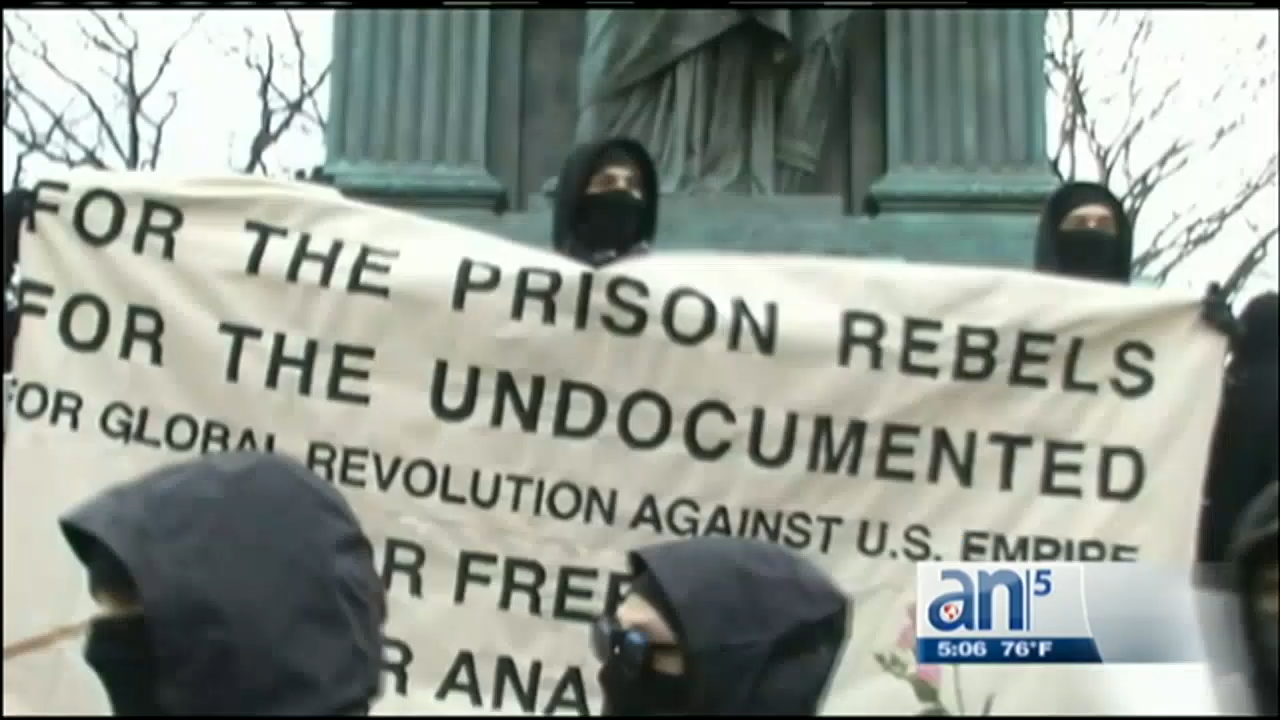 FOR THE PRISON REBELS
FOR THE UNDOCUMENTED
FOR GLOBAL REVOLUTION AGAINST U.S. EMPIRE
an 5
5:06 76°F